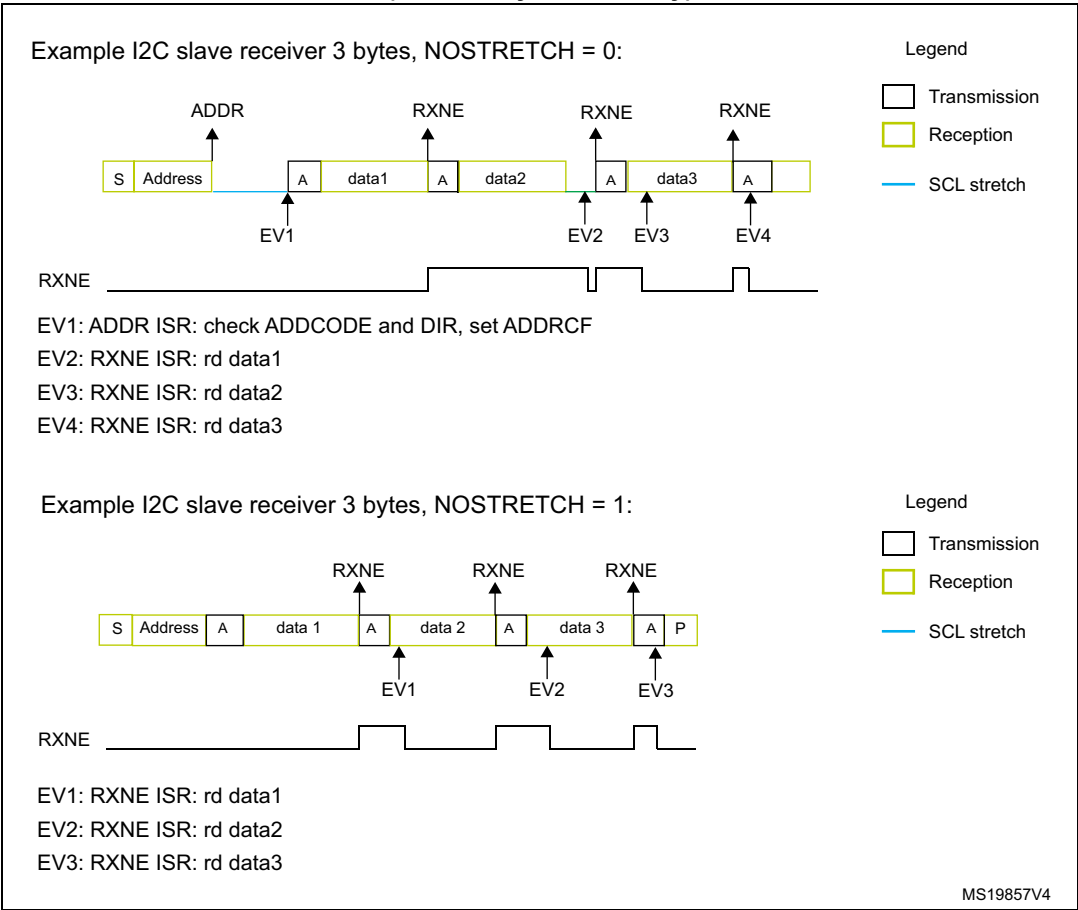 Example I2C slave receiver 3 bytes, NOSTRETCH = 0:
Legend
Transmission
Reception
SCL stretch
ADDR RXNE RXNE RXNE
S Address A data1 A data2 A data3 A
EV1 EV2 EV3 EV4
RXNE
EV1: ADDR ISR: check ADDCODE and DIR, set ADDRCF
EV2: RXNE ISR: rd data1
EV3: RXNE ISR: rd data2
EV4: RXNE ISR: rd data3
Example I2C slave receiver 3 bytes, NOSTRETCH = 1:
Legend
Transmission
Reception
SCL stretch
RXNE RXNE RXNE
S Address A data 1 A data 2 A data 3 A P
EV1 EV2 EV3
RXNE
EV1: RXNE ISR: rd data1
EV2: RXNE ISR: rd data2
EV3: RXNE ISR: rd data3
MS19857V4